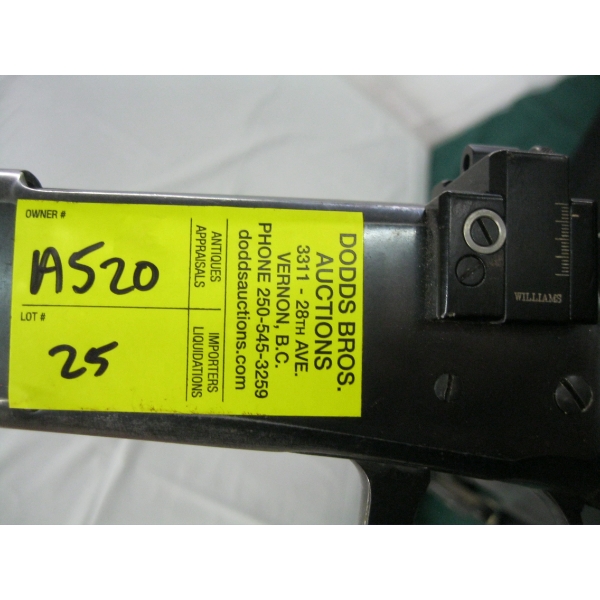 OWNER #
A520
LOT #
25
ANTIQUES
APPRAISALS
IMPORTERS
LIQUIDATIONS
DODDS BROS.
AUCTIONS
3311 - 28TH AVE.
VERNON, B.C.
PHONE 250-545-3259
doddsauctions.com
WILLIAMS